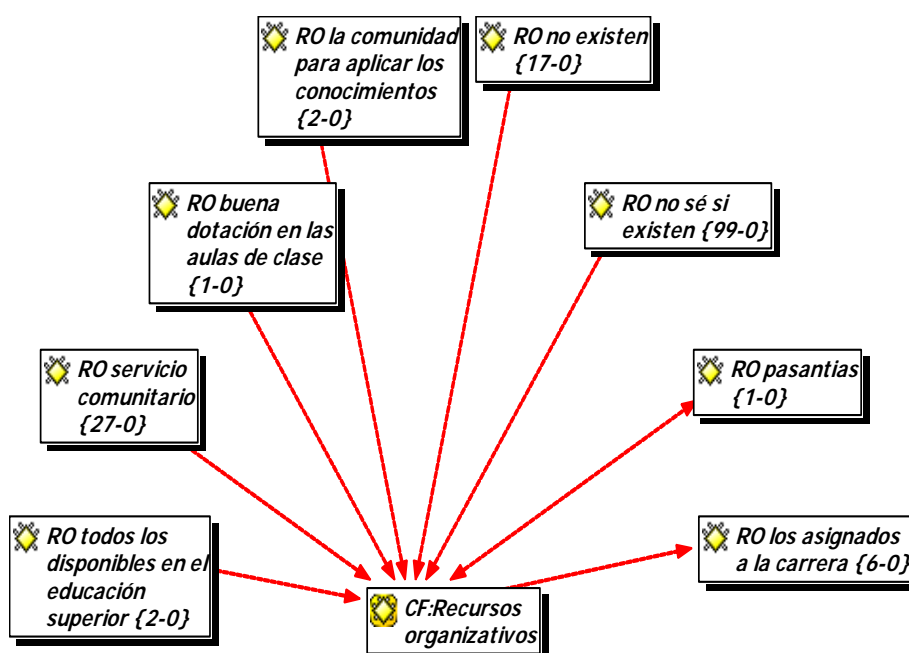 RO la comunidad
para aplicar los
conocimientos
{2-0}
RO no existen
{17-0}
RO buena
dotación en las
aulas de clase
{1-0}
RO no sé si
existen {99-0}
RO servicio
comunitario
{27-0}
RO pasantias
{1-0}
RO todos los
disponibles en el
educación
superior {2-0}
RO los asignados
a la carrera {6-0}
CF:Recursos
organizativos